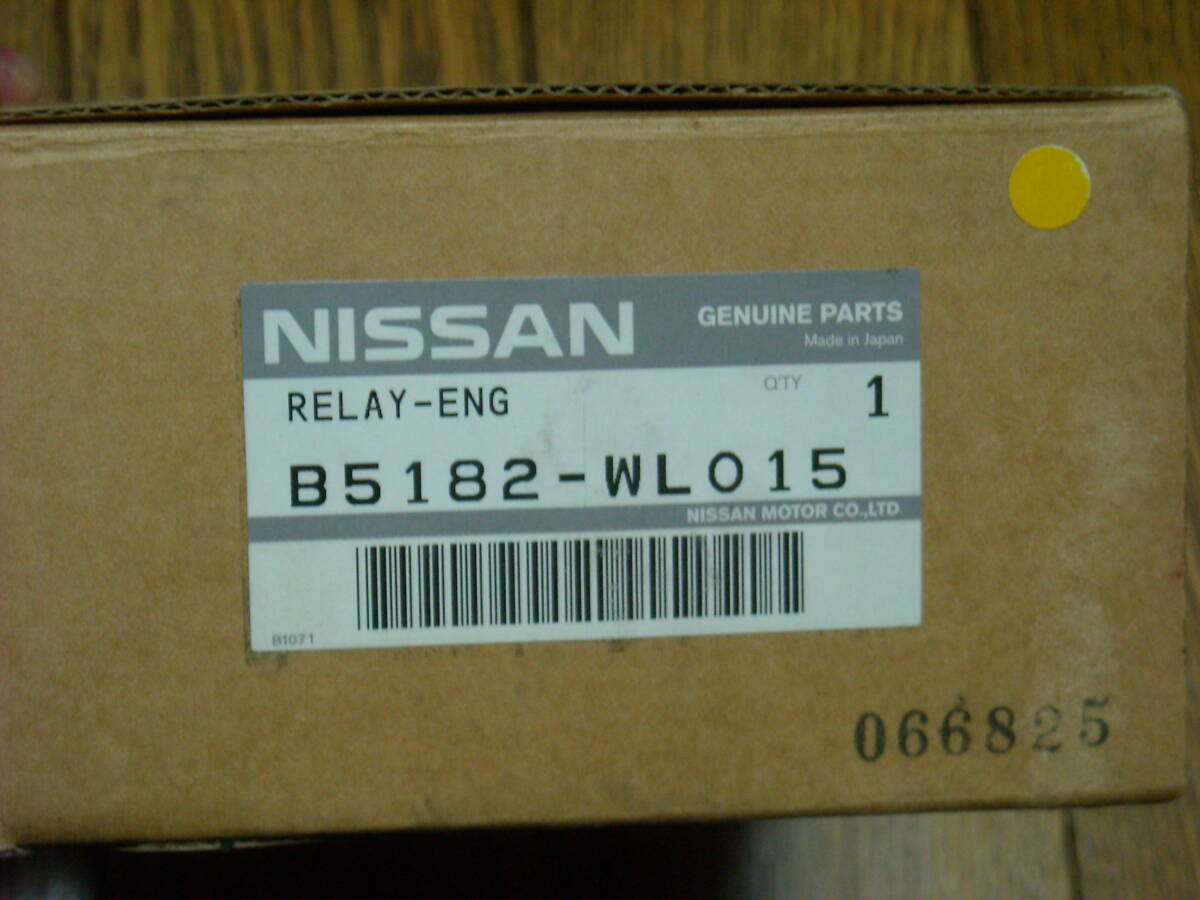 NISSAN
GENUINE PARTS
Made in Japan
RELAY-ENG
Q'TY 1
B5182-WL015
NISSAN MOTOR CO.,LTD.
B1071
066825